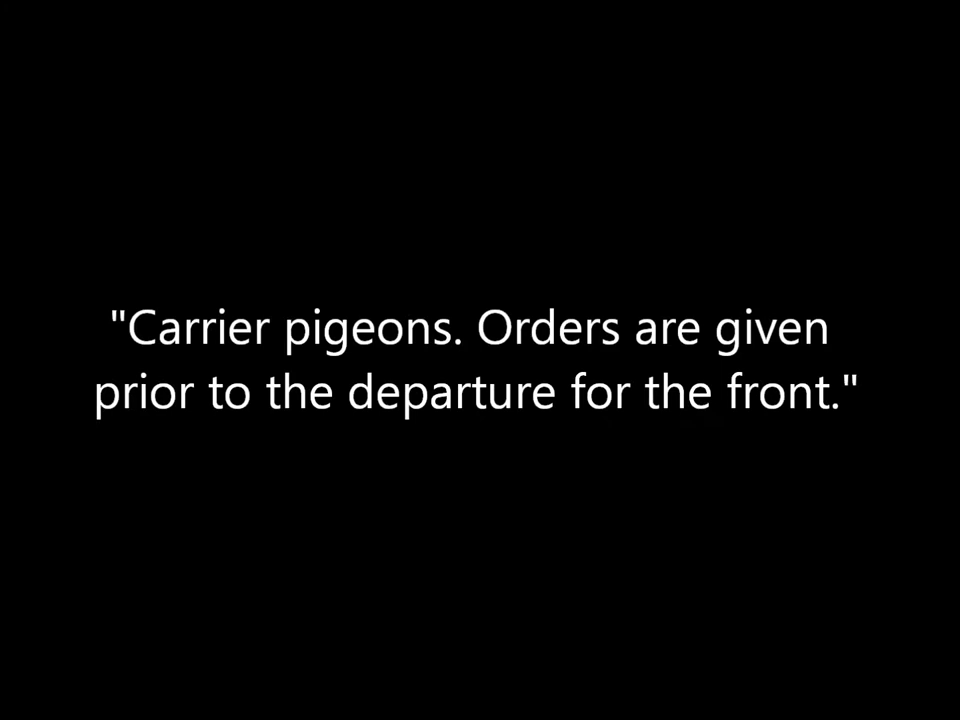 "Carrier pigeons. Orders are given
prior to the departure for the front."